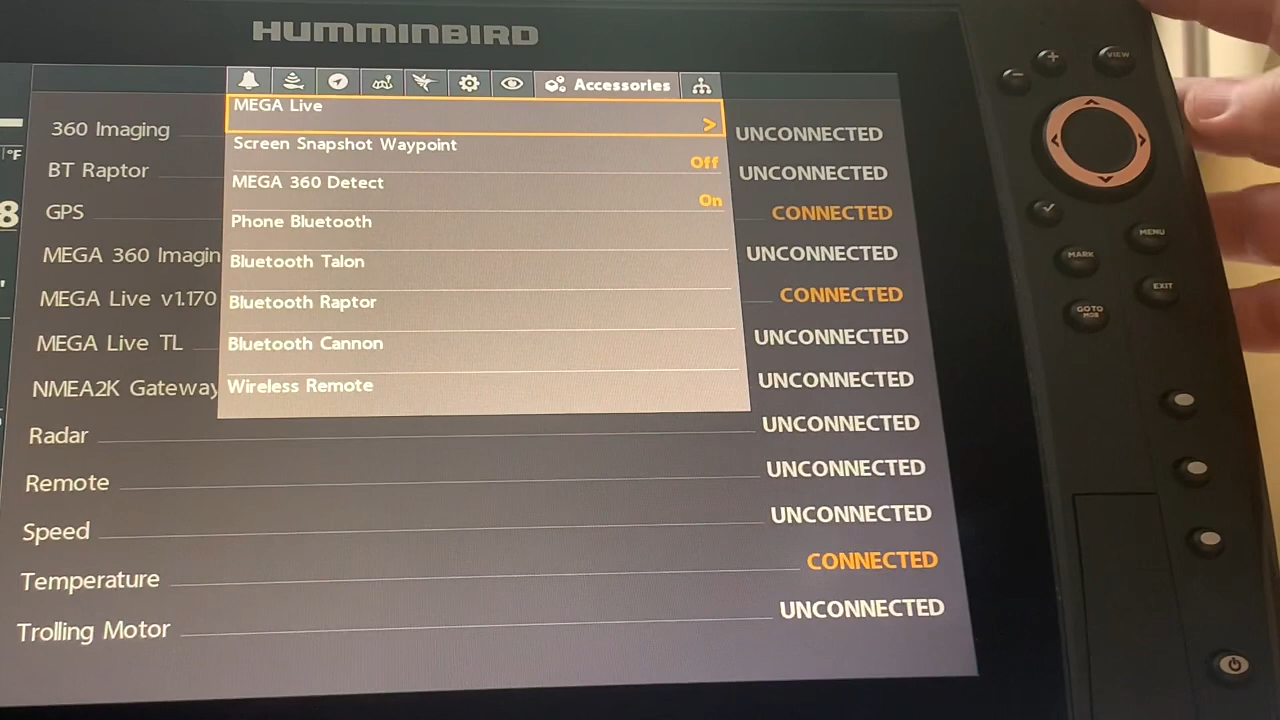 HUMMINBIRD
VIEW
Accessories
MEGA Live
>
360 Imaging
UNCONNECTED
Screen Snapshot Waypoint
Off
°F
BT Raptor
UNCONNECTED
MEGA 360 Detect
On
8
GPS
CONNECTED
Phone Bluetooth
MENU
MEGA 360 Imagin
UNCONNECTED
MARK
Bluetooth Talon
EXIT
MEGA Live v1.170
CONNECTED
Bluetooth Raptor
GOTO
MOB
MEGA Live TL
UNCONNECTED
Bluetooth Cannon
NMEA2K Gateway
UNCONNECTED
Wireless Remote
Radar
UNCONNECTED
Remote
UNCONNECTED
Speed
UNCONNECTED
Temperature
CONNECTED
Trolling Motor
UNCONNECTED